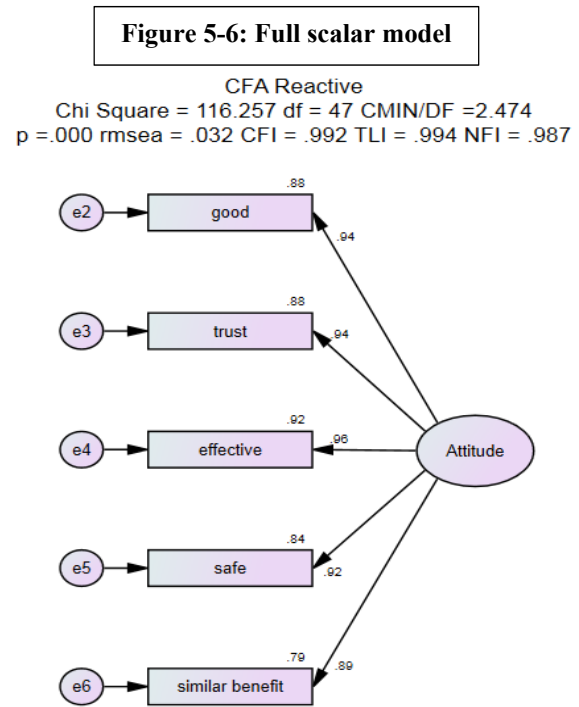 Figure 5-6: Full scalar model
CFA Reactive
Chi Square = 116.257 df = 47 CMIN/DF =2.474
p =.000 rmsea = .032 CFI = .992 TLI = .994 NFI = .987
.88
e2
good
.94
.88
e3
trust
.94
.92
e4
effective
.96
Attitude
.84
e5
safe
.92
.79
e6
similar benefit
.89